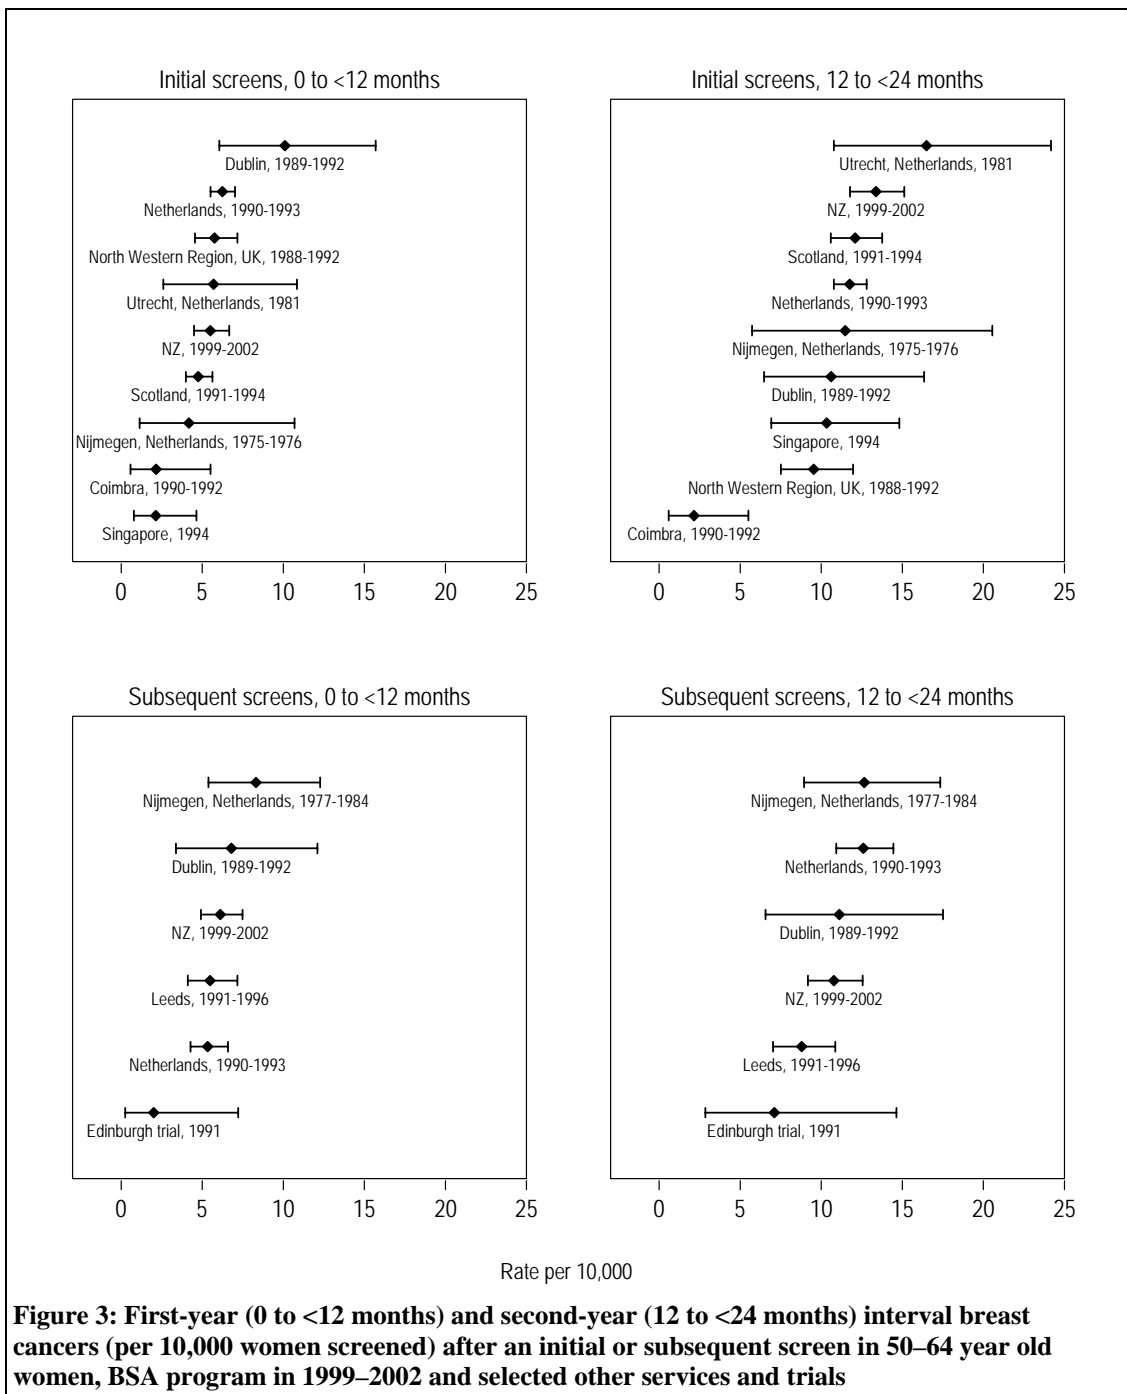 Initial screens, 0 to <12 months
Dublin, 1989-1992
Netherlands, 1990-1993
North Western Region, UK, 1988-1992
Utrecht, Netherlands, 1981
NZ, 1999-2002
Scotland, 1991-1994
Nijmegen, Netherlands, 1975-1976
Coimbra, 1990-1992
Singapore, 1994
0 5 10 15 20 25
Initial screens, 12 to <24 months
Utrecht, Netherlands, 1981
NZ, 1999-2002
Scotland, 1991-1994
Netherlands, 1990-1993
Nijmegen, Netherlands, 1975-1976
Dublin, 1989-1992
Singapore, 1994
North Western Region, UK, 1988-1992
Coimbra, 1990-1992
0 5 10 15 20 25
Subsequent screens, 0 to <12 months
Nijmegen, Netherlands, 1977-1984
Dublin, 1989-1992
NZ, 1999-2002
Leeds, 1991-1996
Netherlands, 1990-1993
Edinburgh trial, 1991
0 5 10 15 20 25
Subsequent screens, 12 to <24 months
Nijmegen, Netherlands, 1977-1984
Netherlands, 1990-1993
Dublin, 1989-1992
NZ, 1999-2002
Leeds, 1991-1996
Edinburgh trial, 1991
0 5 10 15 20 25
Rate per 10,000
Figure 3: First-year (0 to <12 months) and second-year (12 to <24 months) interval breast
cancers (per 10,000 women screened) after an initial or subsequent screen in 50–64 year old
women, BSA program in 1999–2002 and selected other services and trials